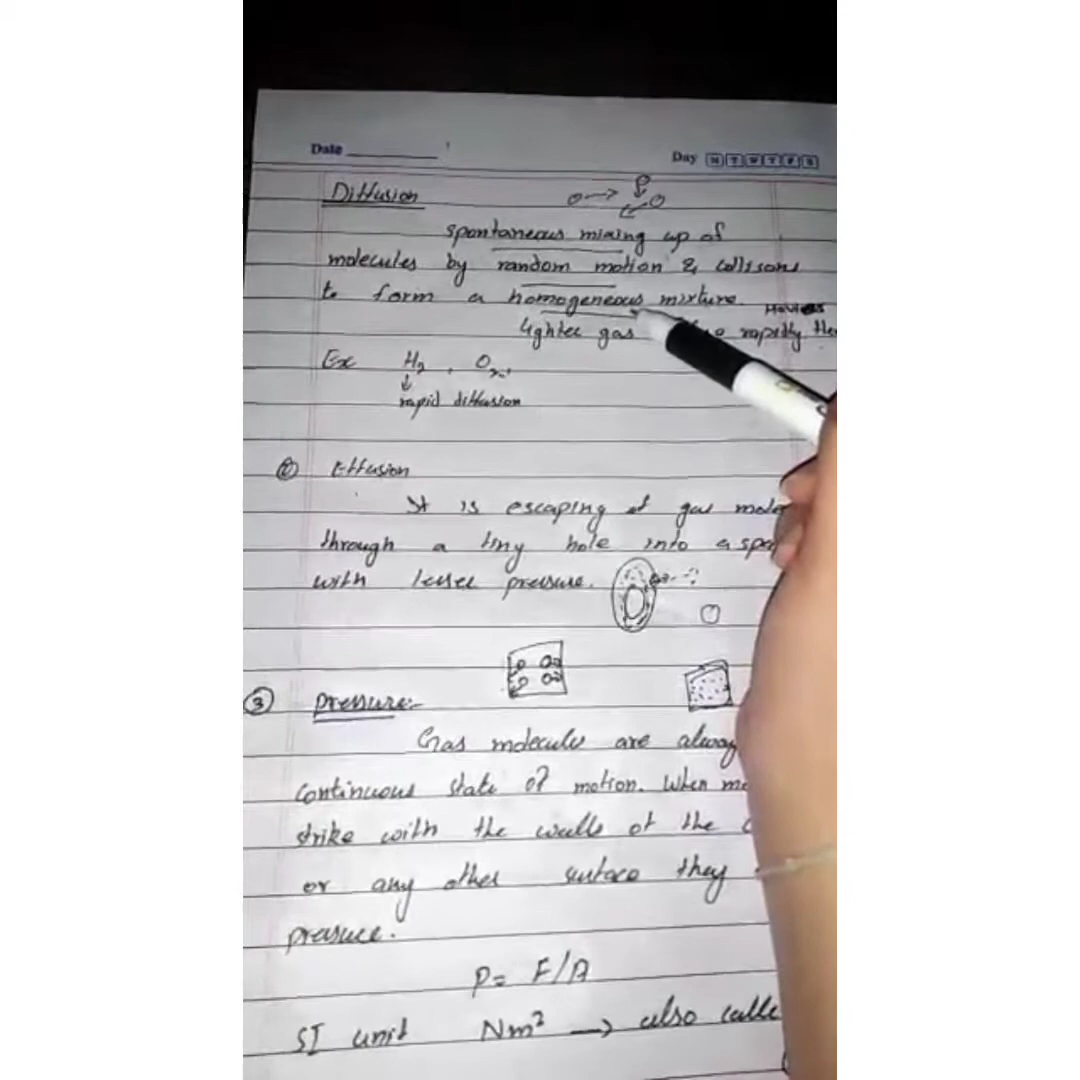 Date
Day M T W T F S
Diffusion
spontaneous mixing up of
molecules by random motion & collisons
to form a homogeneous mixture.
lighter gas rapidly
Ex H2 , O2
rapid diffusion
② Effusion
It is escaping of gas
through a tiny hole into a
with lesser pressure.
③ Pressure:-
Gas molecules are
continuous state of motion. When
strike with the walls of the
or any other surface they
pressure.
P= F/A
SI unit Nm² → also